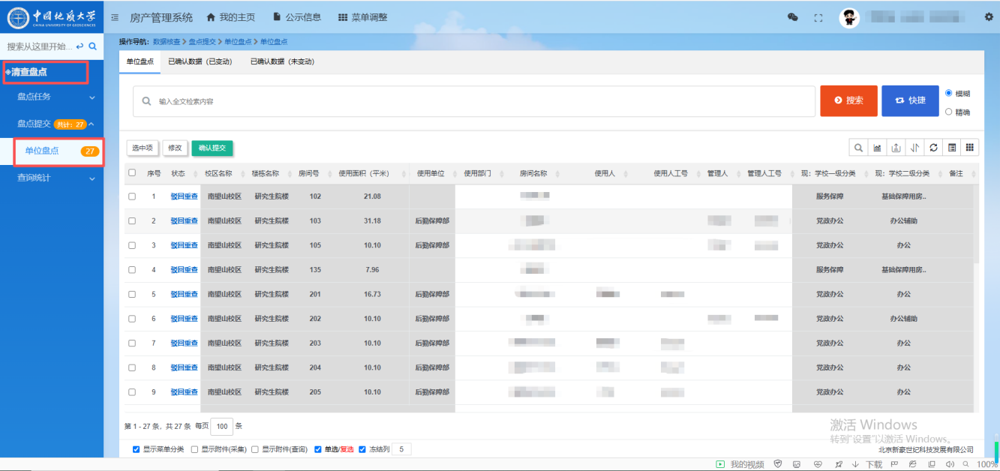 中国地质大学
CHINA UNIVERSITY OF GEOSCIENCES
房产管理系统 我的主页 公示信息 菜单调整
搜索从这里开始...
操作导航: 数据核查 > 盘点提交 > 单位盘点 > 单位盘点
单位盘点 已确认数据（已变动） 已确认数据（未变动）
清查盘点
盘点任务
盘点提交 共计: 27
单位盘点 27
查询统计
输入全文检索内容
搜索 快捷 模糊 精确
选中项 修改 确认提交
序号 状态 校区名称 楼栋名称 房间号 使用面积（平米） 使用单位 使用部门 房间名称 使用人 使用人工号 管理人 管理人工号 现: 学校一级分类 现: 学校二级分类 备注
1 驳回重查 南望山校区 研究生院楼 102 21.08 服务保障 基础保障用房..
2 驳回重查 南望山校区 研究生院楼 103 31.18 后勤保障部 党政办公 办公辅助
3 驳回重查 南望山校区 研究生院楼 105 10.10 后勤保障部 党政办公 办公
4 驳回重查 南望山校区 研究生院楼 135 7.96 服务保障 基础保障用房..
5 驳回重查 南望山校区 研究生院楼 201 16.73 后勤保障部 党政办公 办公
6 驳回重查 南望山校区 研究生院楼 202 10.10 后勤保障部 党政办公 办公辅助
7 驳回重查 南望山校区 研究生院楼 203 10.10 后勤保障部 党政办公 办公
8 驳回重查 南望山校区 研究生院楼 204 10.10 后勤保障部 党政办公 办公
9 驳回重查 南望山校区 研究生院楼 205 10.10 后勤保障部 党政办公 办公
第 1 - 27 条，共 27 条 每页 100 条
激活 Windows
转到"设置"以激活 Windows。
显示菜单分类 显示附件(采集) 显示附件(查询) 单选/复选 冻结列 5
北京新豪世纪科技发展有限公司
我的视频 下载 100%